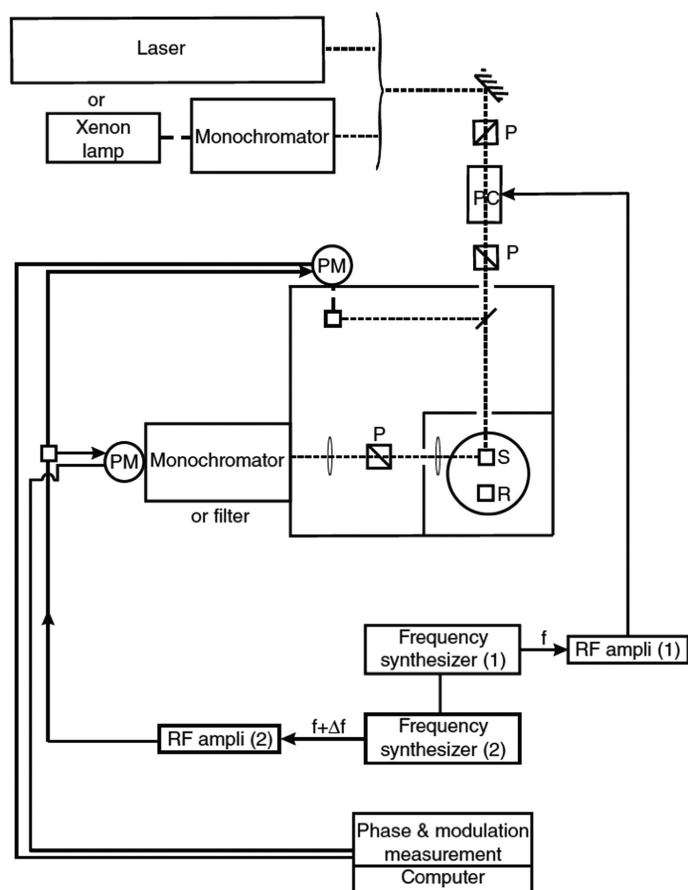 Laser
or
Xenon
lamp
Monochromator
P
PC
P
PM
P
S
R
PM
Monochromator
or filter
Frequency
synthesizer (1)
f
RF ampli (1)
RF ampli (2)
f+Δf
Frequency
synthesizer (2)
Phase & modulation
measurement
Computer